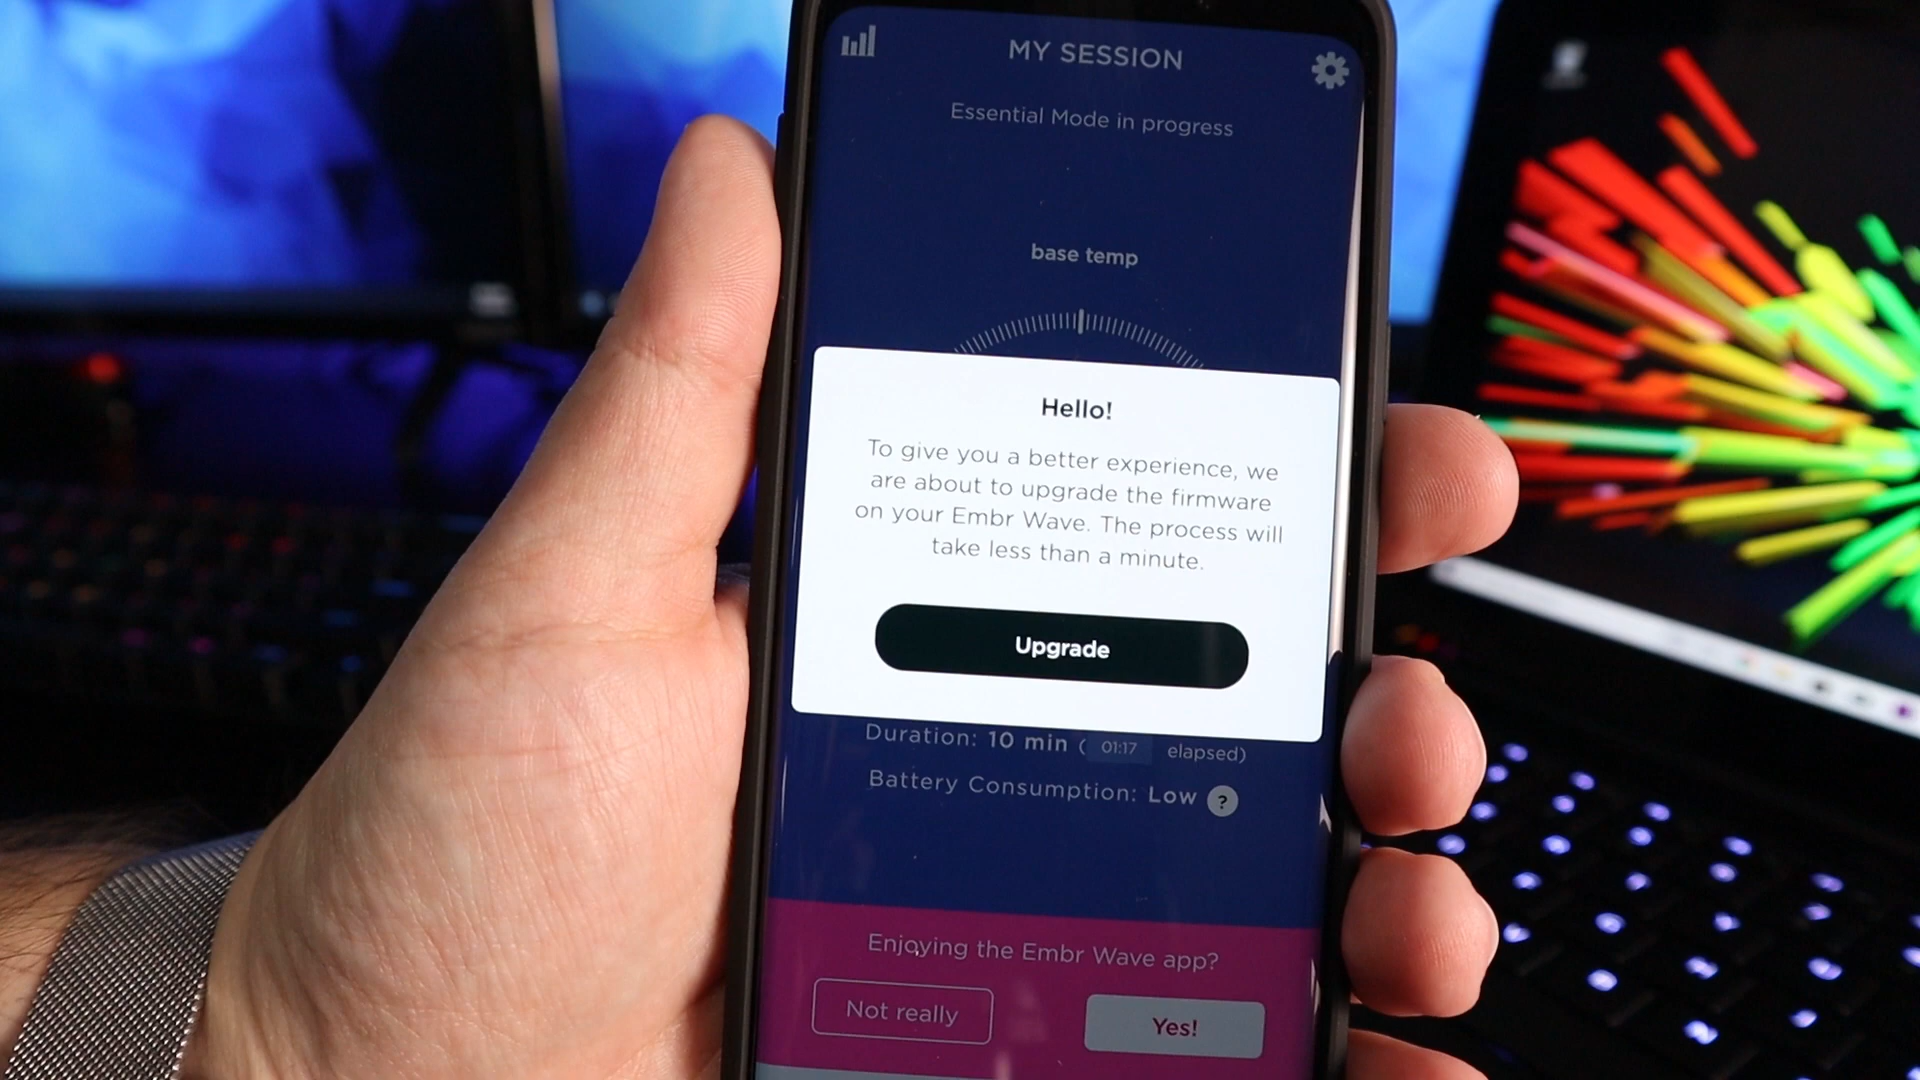 MY SESSION
Essential Mode in progress
base temp
Hello!
To give you a better experience, we
are about to upgrade the firmware
on your Embr Wave. The process will
take less than a minute.
Upgrade
Duration: 10 min ( 01:17 elapsed)
Battery Consumption: Low ?
Enjoying the Embr Wave app?
Not really
Yes!